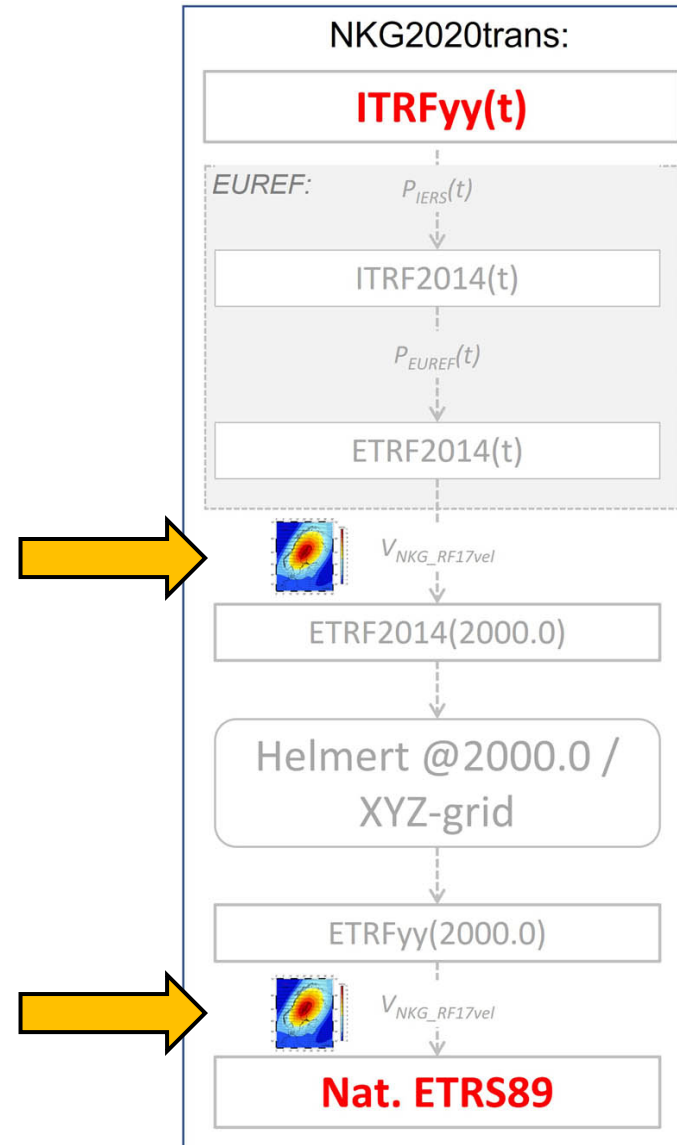 NKG2020trans:
ITRFyy(t)
EUREF:
P_IERS(t)
ITRF2014(t)
P_EUREF(t)
ETRF2014(t)
V_NKG_RF17vel
ETRF2014(2000.0)
Helmert @2000.0 /
XYZ-grid
ETRFyy(2000.0)
V_NKG_RF17vel
Nat. ETRS89